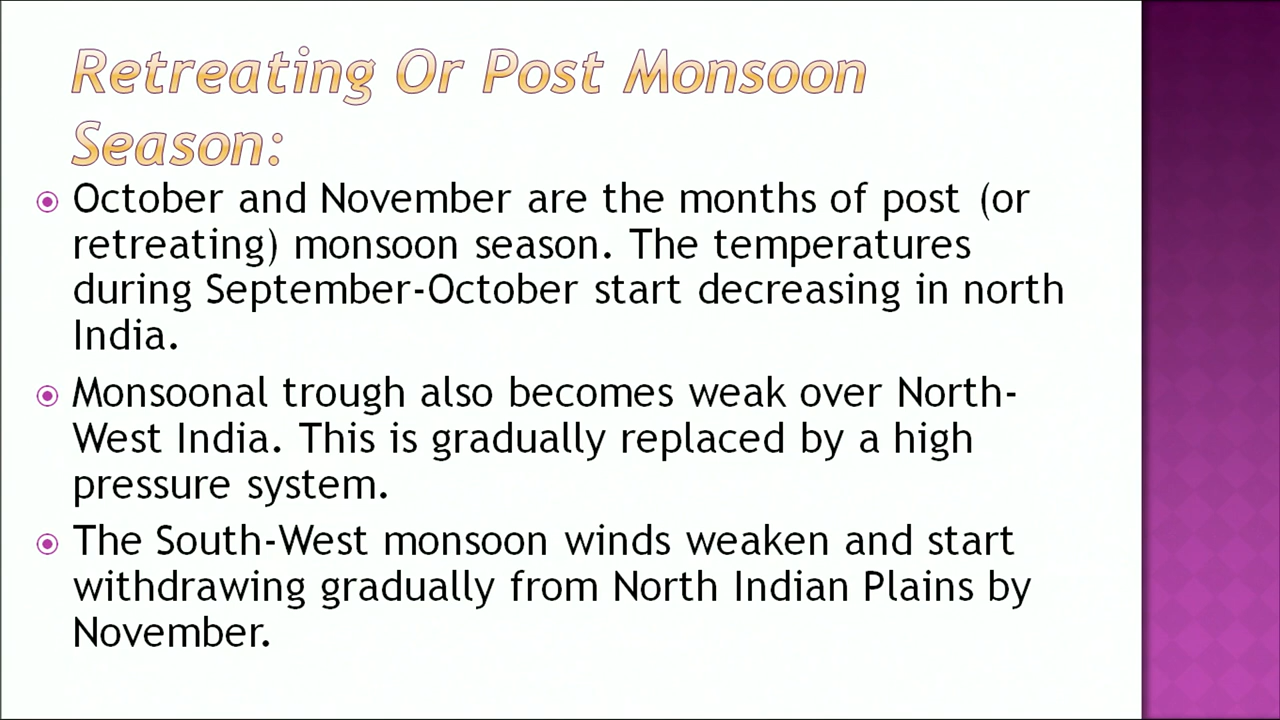 Retreating Or Post Monsoon
Season:
October and November are the months of post (or
retreating) monsoon season. The temperatures
during September-October start decreasing in north
India.
Monsoonal trough also becomes weak over North-
West India. This is gradually replaced by a high
pressure system.
The South-West monsoon winds weaken and start
withdrawing gradually from North Indian Plains by
November.